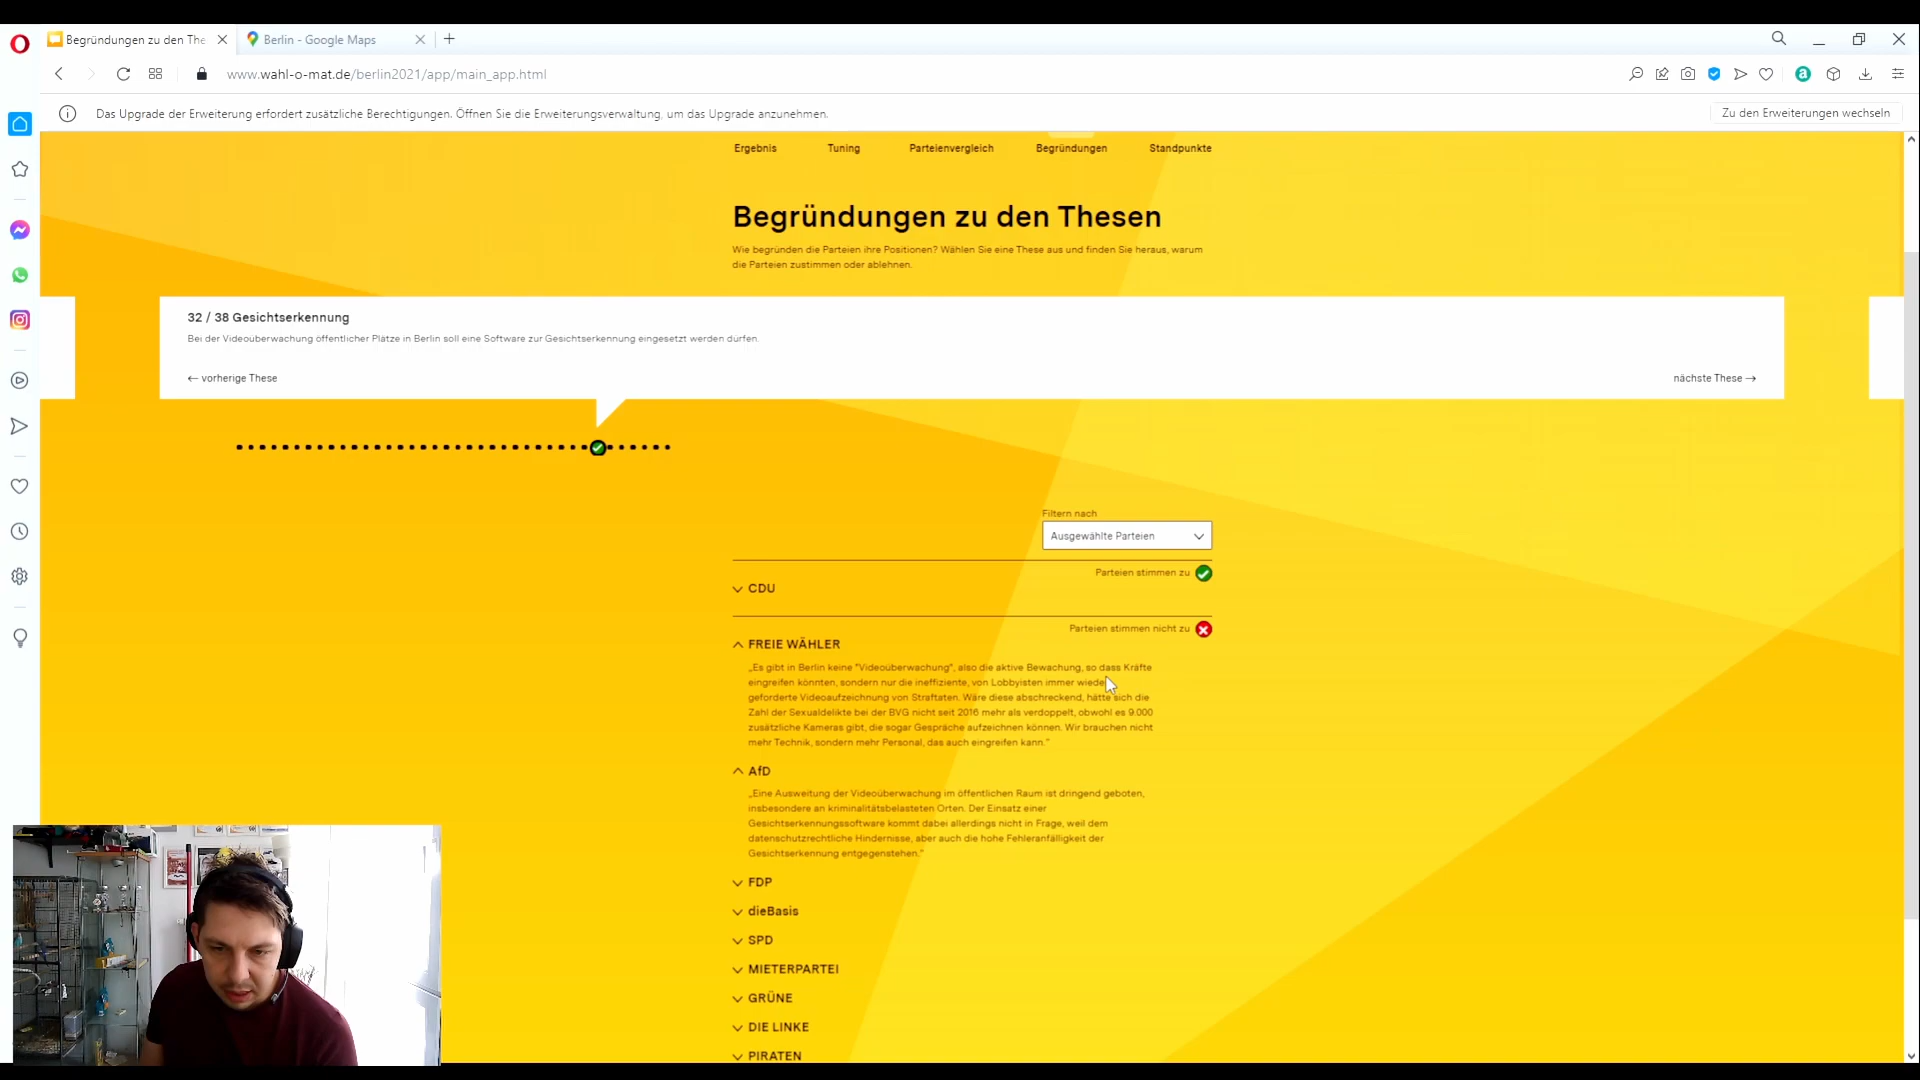 Begründungen zu den The
Berlin - Google Maps
www.wahl-o-mat.de/berlin2021/app/main_app.html
Das Upgrade der Erweiterung erfordert zusätzliche Berechtigungen. Öffnen Sie die Erweiterungsverwaltung, um das Upgrade anzunehmen.
Zu den Erweiterungen wechseln
Ergebnis
Tuning
Parteienvergleich
Begründungen
Standpunkte
Begründungen zu den Thesen
Wie begründen die Parteien ihre Positionen? Wählen Sie eine These aus und finden Sie heraus, warum
die Parteien zustimmen oder ablehnen.
32 / 38 Gesichtserkennung
Bei der Videoüberwachung öffentlicher Plätze in Berlin soll eine Software zur Gesichtserkennung eingesetzt werden dürfen.
← vorherige These
nächste These →
Filtern nach
Ausgewählte Parteien
Parteien stimmen zu
CDU
Parteien stimmen nicht zu
FREIE WÄHLER
„Es gibt in Berlin keine "Videoüberwachung", also die aktive Bewachung, so dass Kräfte
eingreifen könnten, sondern nur die ineffiziente, von Lobbyisten immer wieder
geforderte Videoaufzeichnung von Straftaten. Wäre diese abschreckend, hätte sich die
Zahl der Sexualdelikte bei der BVG nicht seit 2016 mehr als verdoppelt, obwohl es 9.000
zusätzliche Kameras gibt, die sogar Gespräche aufzeichnen können. Wir brauchen nicht
mehr Technik, sondern mehr Personal, das auch eingreifen kann."
AfD
„Eine Ausweitung der Videoüberwachung im öffentlichen Raum ist dringend geboten,
insbesondere an kriminalitätsbelasteten Orten. Der Einsatz einer
Gesichtserkennungssoftware kommt dabei allerdings nicht in Frage, weil dem
datenschutzrechtliche Hindernisse, aber auch die hohe Fehleranfälligkeit der
Gesichtserkennung entgegenstehen."
FDP
dieBasis
SPD
MIETERPARTEI
GRÜNE
DIE LINKE
PIRATEN